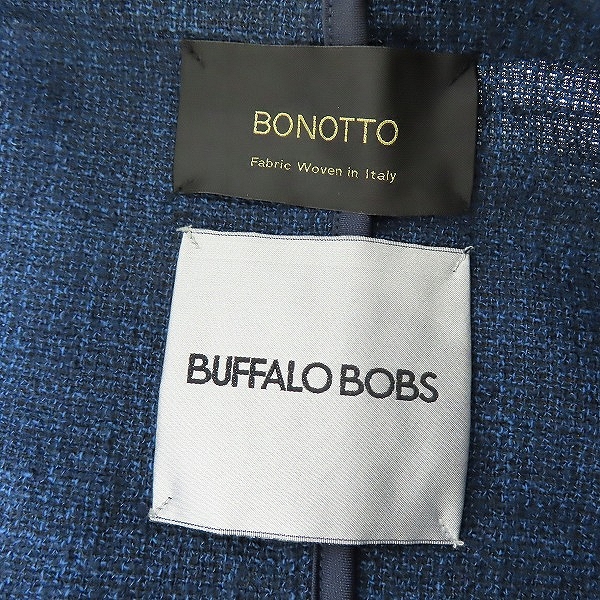 BONOTTO
Fabric Woven in Italy
BUFFALO BOBS